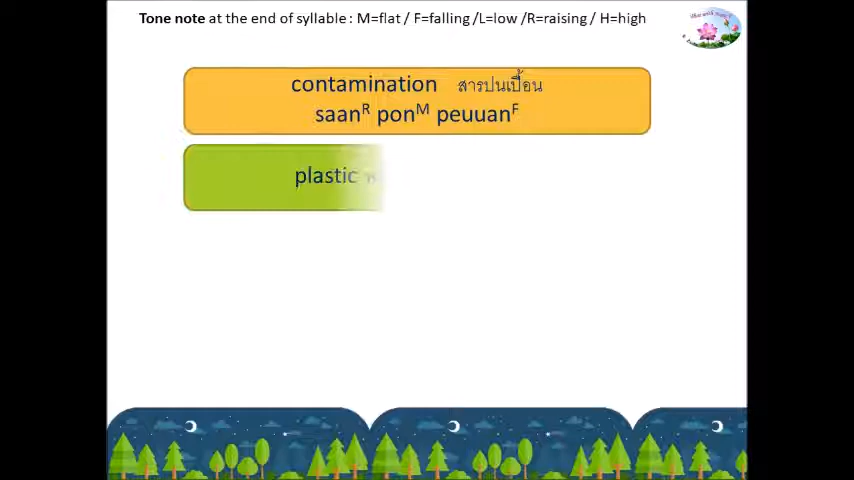 Tone note at the end of syllable : M=flat / F=falling /L=low /R=raising / H=high
contamination สารปนเปื้อน
saanR ponM peuuanF
plastic